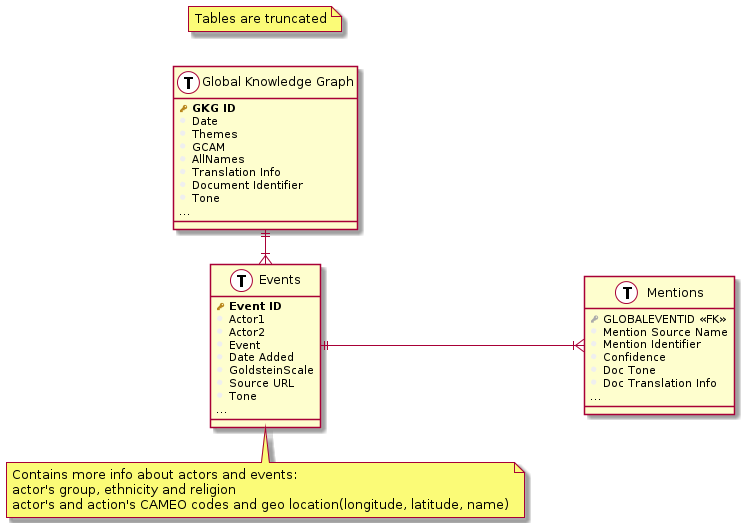 Tables are truncated
T Global Knowledge Graph
GKG ID
Date
Themes
GCAM
AllNames
Translation Info
Document Identifier
Tone
...
T Events
Event ID
Actor1
Actor2
Event
Date Added
GoldsteinScale
Source URL
Tone
...
T Mentions
GLOBALEVENTID «FK»
Mention Source Name
Mention Identifier
Confidence
Doc Tone
Doc Translation Info
...
Contains more info about actors and events:
actor's group, ethnicity and religion
actor's and action's CAMEO codes and geo location(longitude, latitude, name)